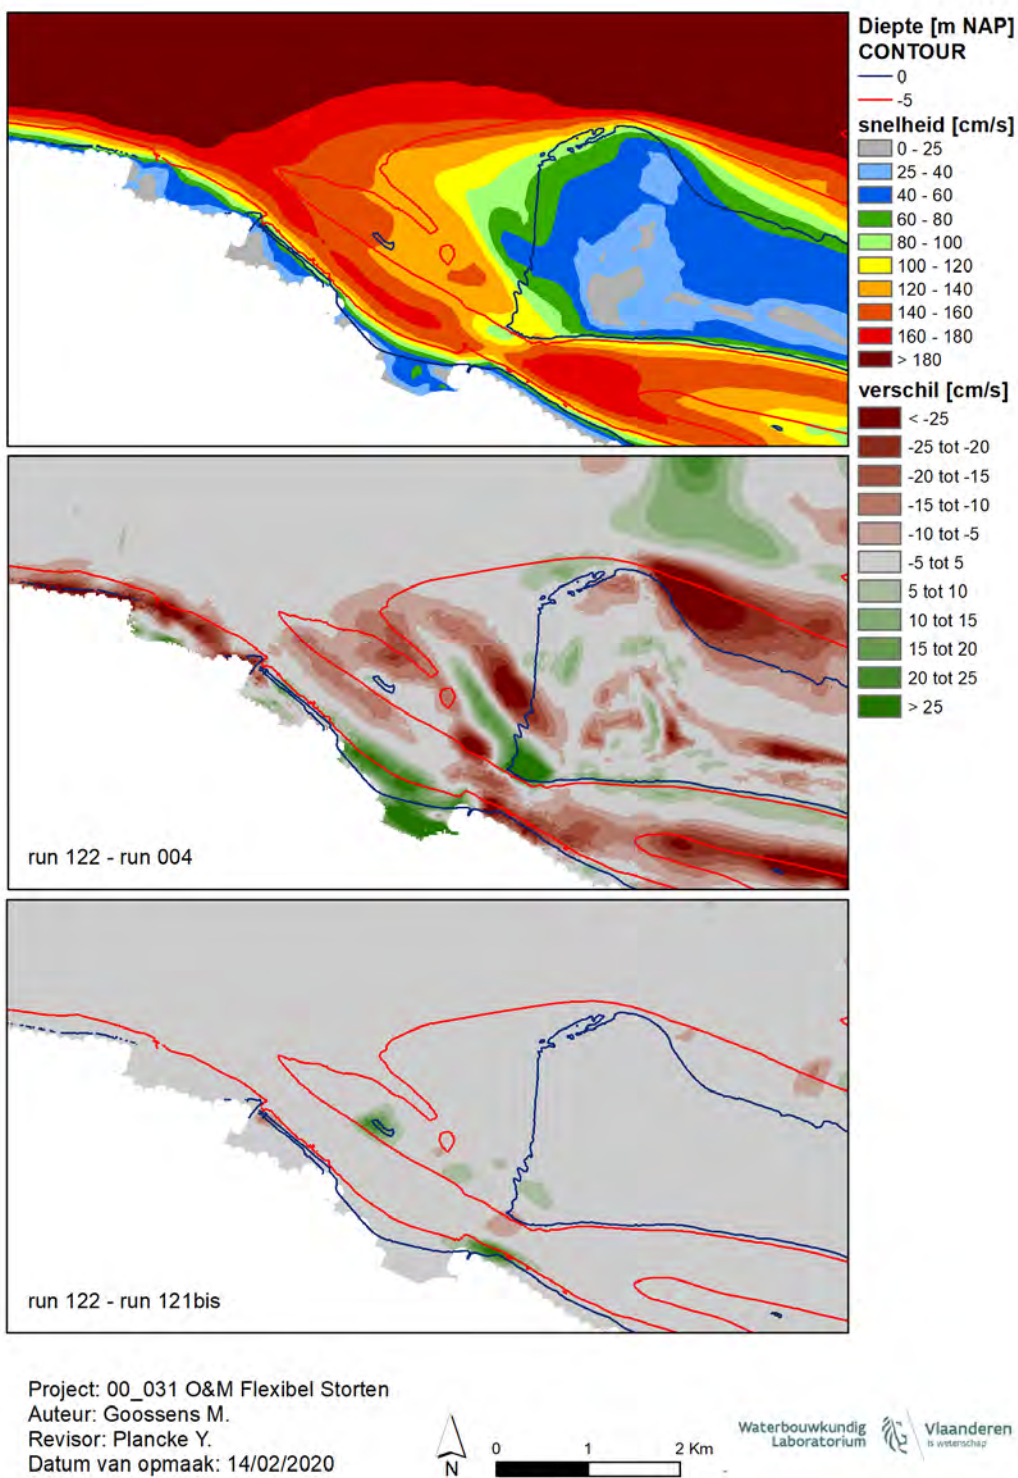 Diepte [m NAP]
CONTOUR
0
-5
snelheid [cm/s]
0 - 25
25 - 40
40 - 60
60 - 80
80 - 100
100 - 120
120 - 140
140 - 160
160 - 180
> 180
verschil [cm/s]
< -25
-25 tot -20
-20 tot -15
-15 tot -10
-10 tot -5
-5 tot 5
5 tot 10
10 tot 15
15 tot 20
20 tot 25
> 25
run 122 - run 004
run 122 - run 121bis
Project: 00_031 O&M Flexibel Storten
Auteur: Goossens M.
Revisor: Plancke Y.
Datum van opmaak: 14/02/2020
N
0 1 2 Km
Waterbouwkundig
Laboratorium
Vlaanderen
is wetenschap